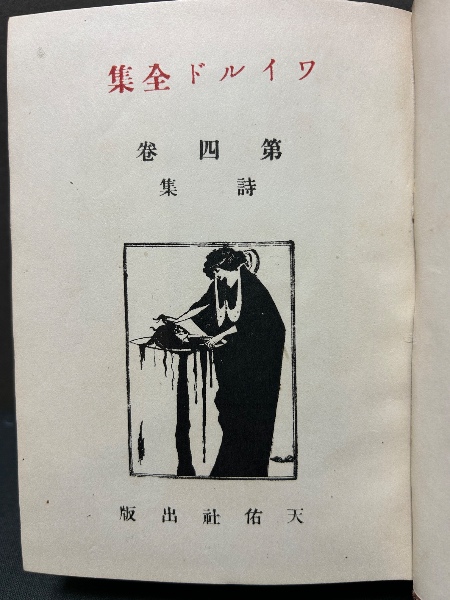 ワイルド全集
第四卷
詩集
天佑社出版